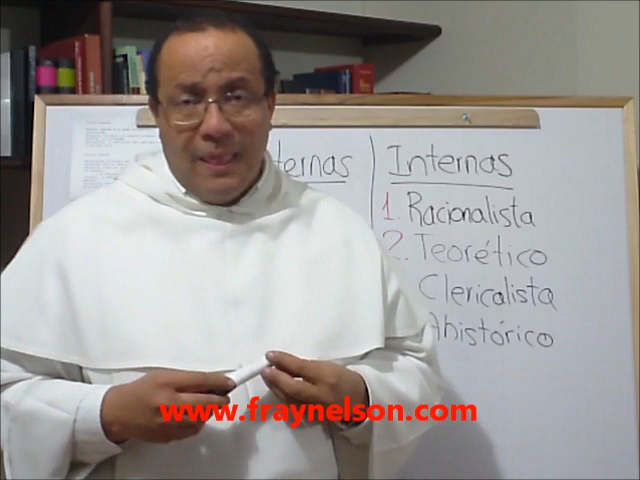 ternas
Internas
1. Racionalista
2. Teorético
Clericalista
Ahistórico
www.fraynelson.com